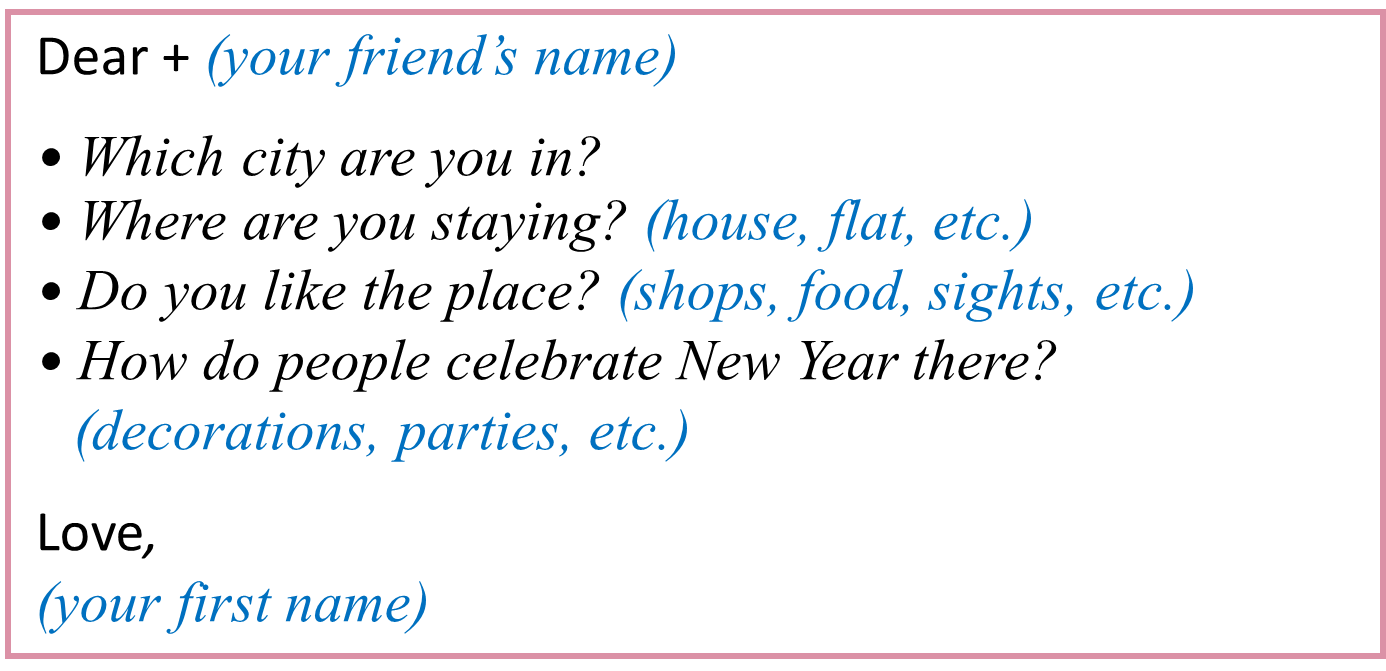 Dear + (your friend’s name)
• Which city are you in?
• Where are you staying? (house, flat, etc.)
• Do you like the place? (shops, food, sights, etc.)
• How do people celebrate New Year there?
(decorations, parties, etc.)
Love,
(your first name)